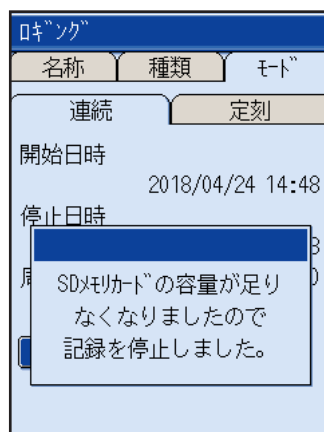 ロギング
名称 種類 モード
連続 定刻
開始日時
2018/04/24 14:48
停止日時
SDメモリカードの容量が足り
なくなりましたので
記録を停止しました。